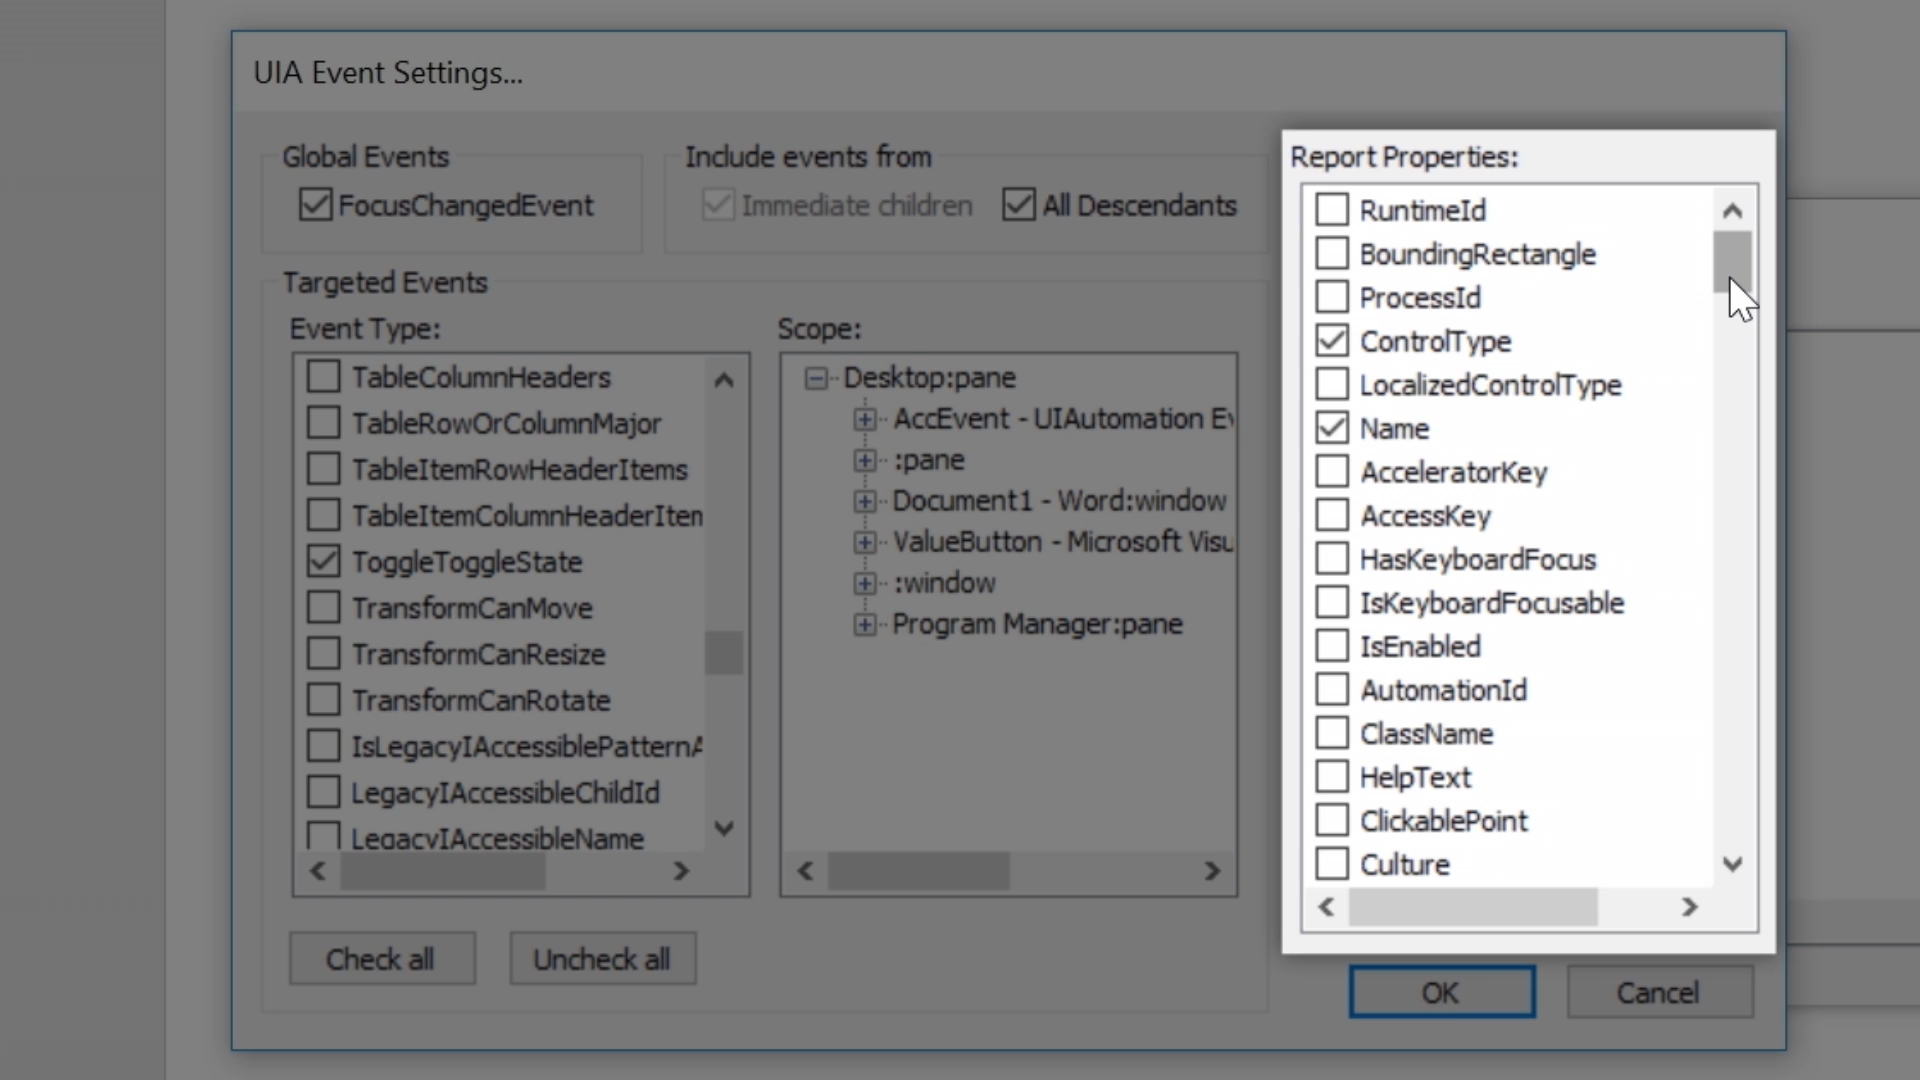 UIA Event Settings...
Global Events
FocusChangedEvent
Include events from
Immediate children
All Descendants
Targeted Events
Event Type:
TableColumnHeaders
TableRowOrColumnMajor
TableItemRowHeaderItems
TableItemColumnHeaderItem
ToggleToggleState
TransformCanMove
TransformCanResize
TransformCanRotate
IsLegacyIAccessiblePatternA
LegacyIAccessibleChildId
LegacyIAccessibleName
Check all
Uncheck all
Scope:
Desktop:pane
AccEvent - UIAutomation Ev
:pane
Document1 - Word:window
ValueButton - Microsoft Visu
:window
Program Manager:pane
Report Properties:
RuntimeId
BoundingRectangle
ProcessId
ControlType
LocalizedControlType
Name
AcceleratorKey
AccessKey
HasKeyboardFocus
IsKeyboardFocusable
IsEnabled
AutomationId
ClassName
HelpText
ClickablePoint
Culture
OK
Cancel